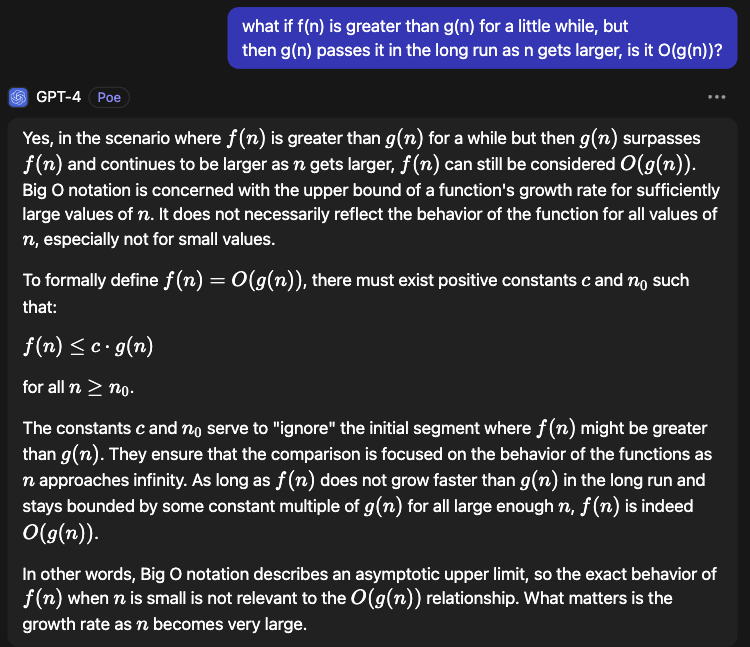 what if f(n) is greater than g(n) for a little while, but
then g(n) passes it in the long run as n gets larger, is it O(g(n))?
GPT-4 Poe
Yes, in the scenario where f(n) is greater than g(n) for a while but then g(n) surpasses
f(n) and continues to be larger as n gets larger, f(n) can still be considered O(g(n)).
Big O notation is concerned with the upper bound of a function's growth rate for sufficiently
large values of n. It does not necessarily reflect the behavior of the function for all values of
n, especially not for small values.
To formally define f(n) = O(g(n)), there must exist positive constants c and n₀ such
that:
f(n) ≤ c · g(n)
for all n ≥ n₀.
The constants c and n₀ serve to "ignore" the initial segment where f(n) might be greater
than g(n). They ensure that the comparison is focused on the behavior of the functions as
n approaches infinity. As long as f(n) does not grow faster than g(n) in the long run and
stays bounded by some constant multiple of g(n) for all large enough n, f(n) is indeed
O(g(n)).
In other words, Big O notation describes an asymptotic upper limit, so the exact behavior of
f(n) when n is small is not relevant to the O(g(n)) relationship. What matters is the
growth rate as n becomes very large.